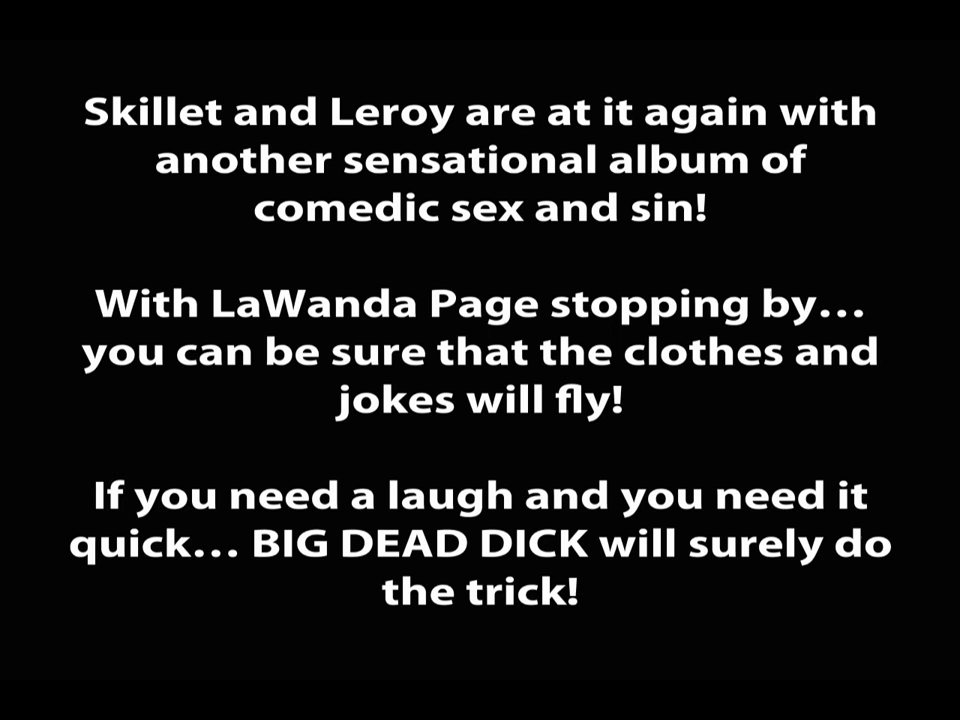 Skillet and Leroy are at it again with
another sensational album of
comedic sex and sin!
With LaWanda Page stopping by...
you can be sure that the clothes and
jokes will fly!
If you need a laugh and you need it
quick... BIG DEAD DICK will surely do
the trick!